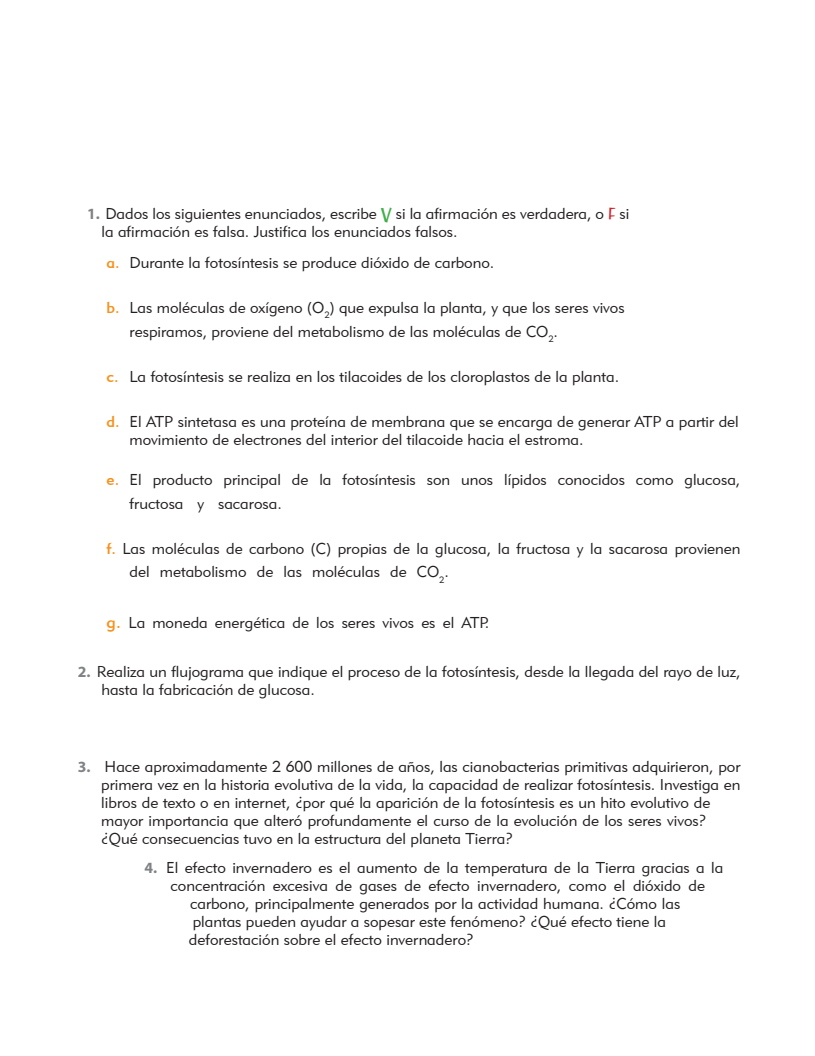 1. Dados los siguientes enunciados, escribe V si la afirmación es verdadera, o F si
la afirmación es falsa. Justifica los enunciados falsos.
a. Durante la fotosíntesis se produce dióxido de carbono.
b. Las moléculas de oxígeno (O₂) que expulsa la planta, y que los seres vivos
respiramos, proviene del metabolismo de las moléculas de CO₂.
c. La fotosíntesis se realiza en los tilacoides de los cloroplastos de la planta.
d. El ATP sintetasa es una proteína de membrana que se encarga de generar ATP a partir del
movimiento de electrones del interior del tilacoide hacia el estroma.
e. El producto principal de la fotosíntesis son unos lípidos conocidos como glucosa,
fructosa y sacarosa.
f. Las moléculas de carbono (C) propias de la glucosa, la fructosa y la sacarosa provienen
del metabolismo de las moléculas de CO₂.
g. La moneda energética de los seres vivos es el ATP.
2. Realiza un flujograma que indique el proceso de la fotosíntesis, desde la llegada del rayo de luz,
hasta la fabricación de glucosa.
3. Hace aproximadamente 2 600 millones de años, las cianobacterias primitivas adquirieron, por
primera vez en la historia evolutiva de la vida, la capacidad de realizar fotosíntesis. Investiga en
libros de texto o en internet, ¿por qué la aparición de la fotosíntesis es un hito evolutivo de
mayor importancia que alteró profundamente el curso de la evolución de los seres vivos?
¿Qué consecuencias tuvo en la estructura del planeta Tierra?
4. El efecto invernadero es el aumento de la temperatura de la Tierra gracias a la
concentración excesiva de gases de efecto invernadero, como el dióxido de
carbono, principalmente generados por la actividad humana. ¿Cómo las
plantas pueden ayudar a sopesar este fenómeno? ¿Qué efecto tiene la
deforestación sobre el efecto invernadero?